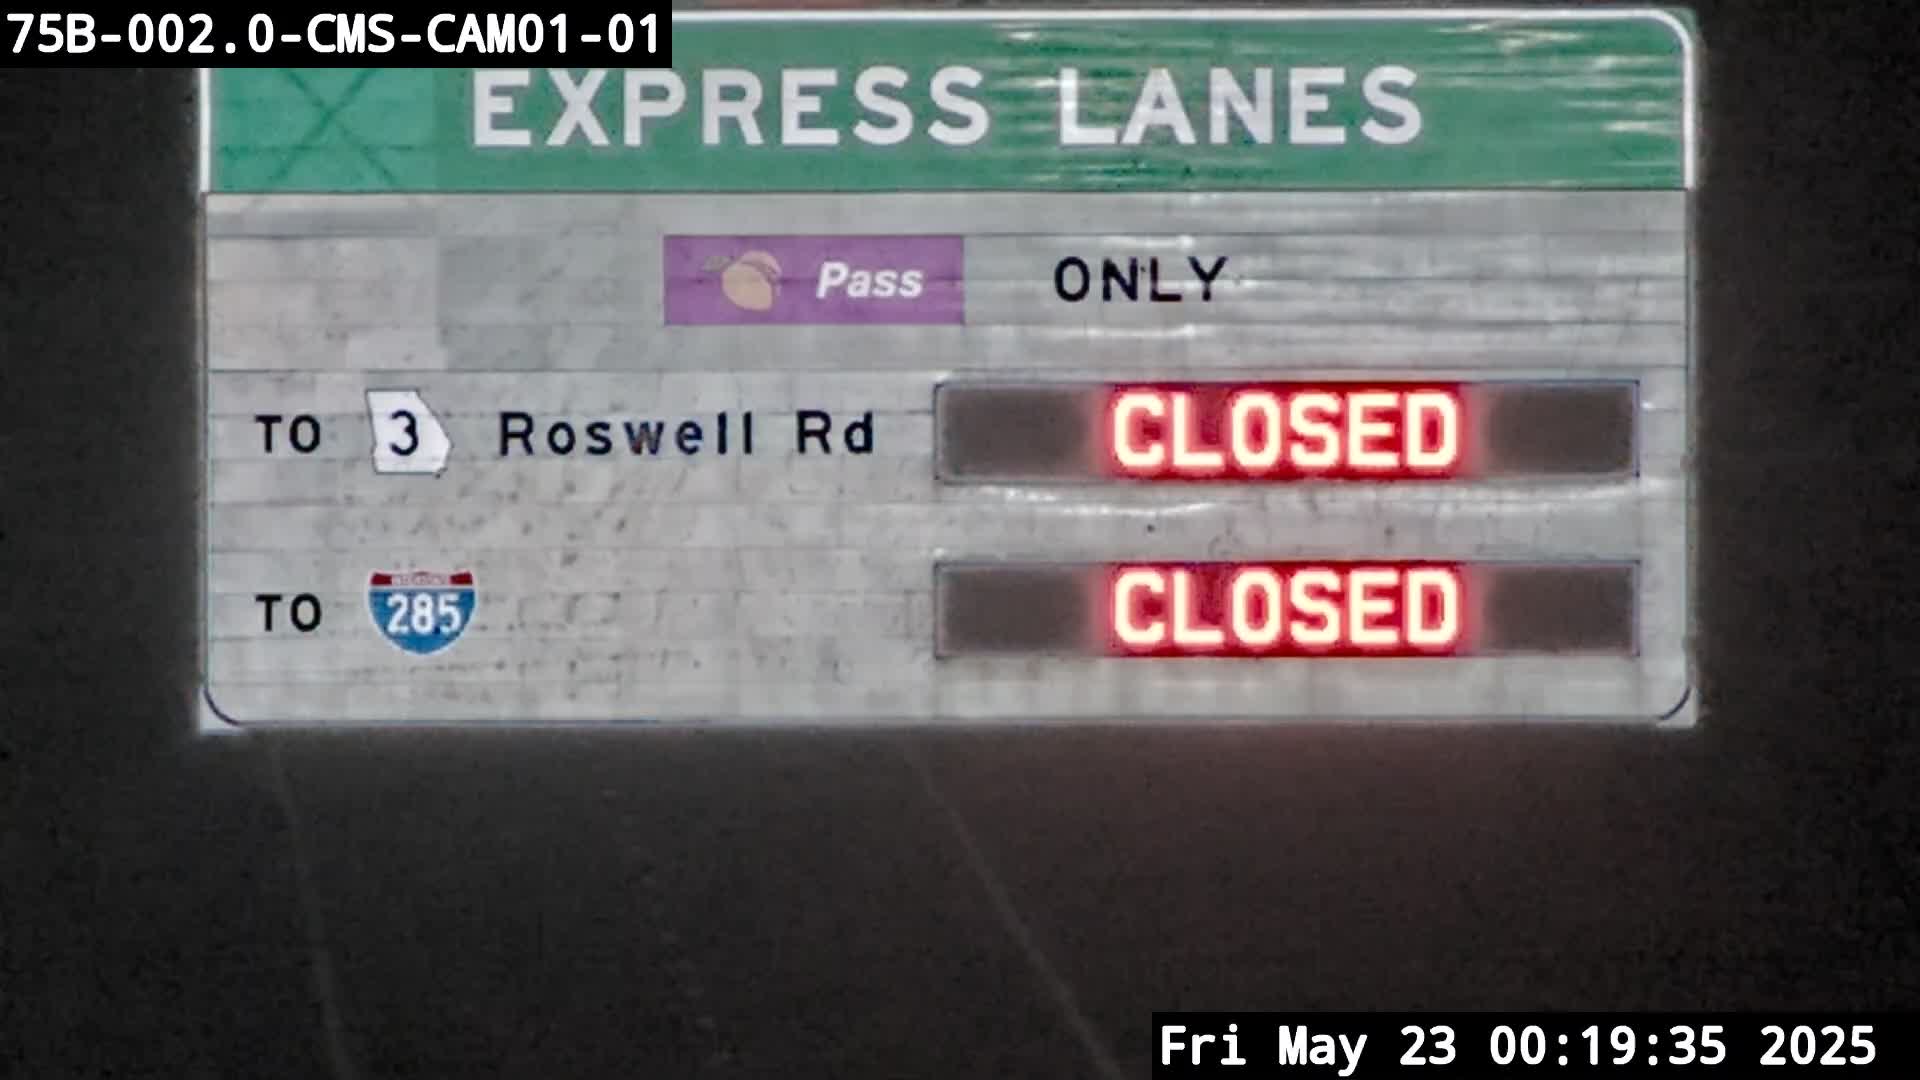 75B-002.0-CMS-CAM01-01
EXPRESS LANES
Pass ONLY
TO 3 Roswell Rd CLOSED
INTERSTATE
TO 285 CLOSED
Fri May 23 00:19:35 2025